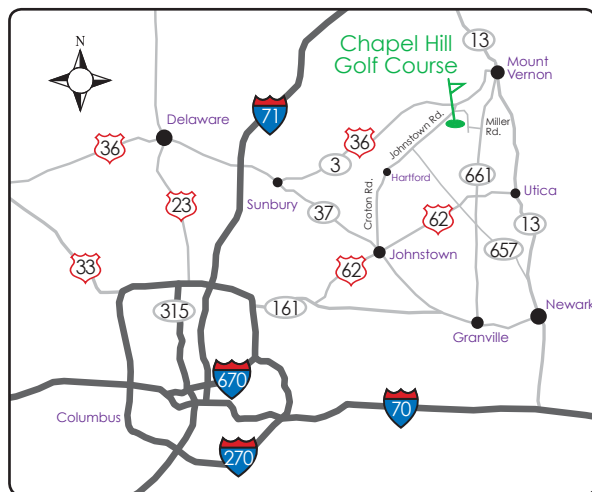 N
Chapel Hill
Golf Course
13
Mount
Vernon
71
Delaware
36
Johnstown Rd.
Miller
Rd.
36
3
Hartford
661
23
Sunbury
37
Croton Rd.
62
Utica
13
657
33
62
Johnstown
315
161
Newark
Granville
670
70
Columbus
270